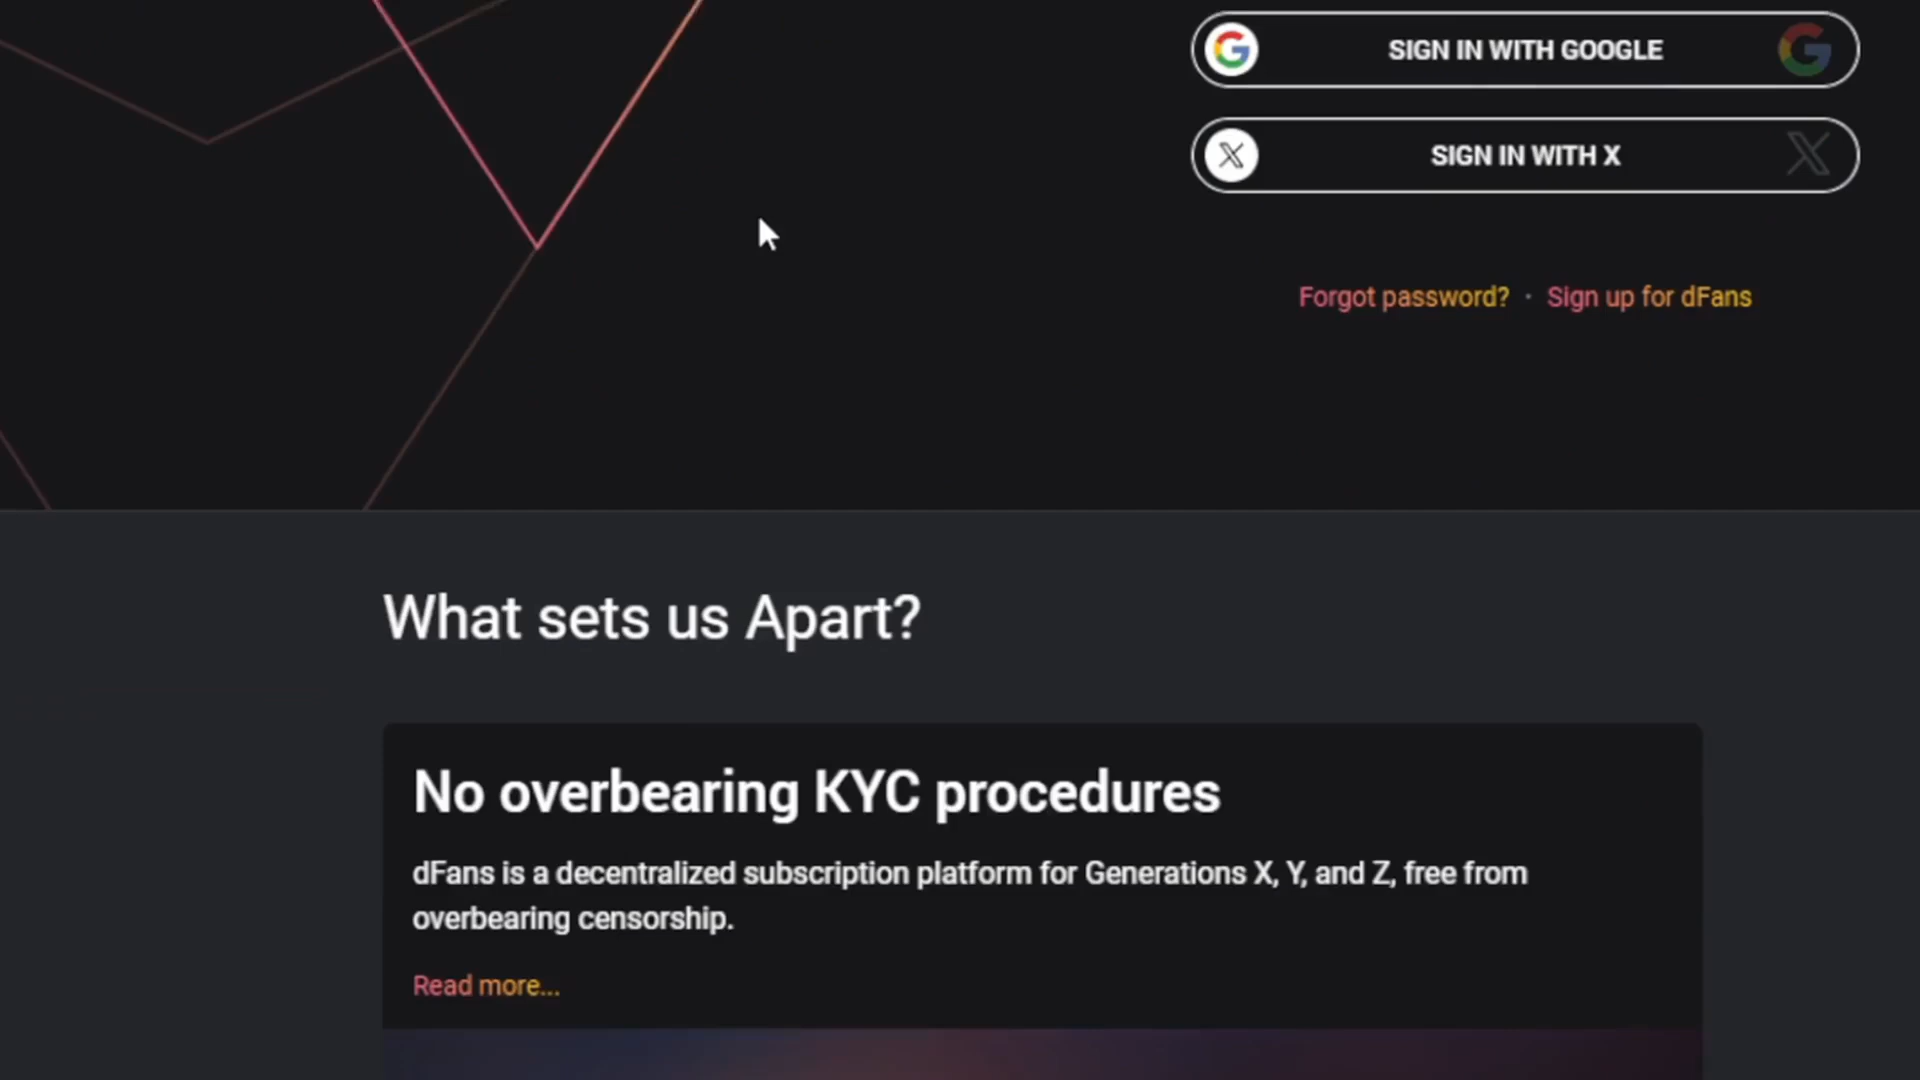 SIGN IN WITH GOOGLE
SIGN IN WITH X
Forgot password? · Sign up for dFans
What sets us Apart?
No overbearing KYC procedures
dFans is a decentralized subscription platform for Generations X, Y, and Z, free from
overbearing censorship.
Read more...